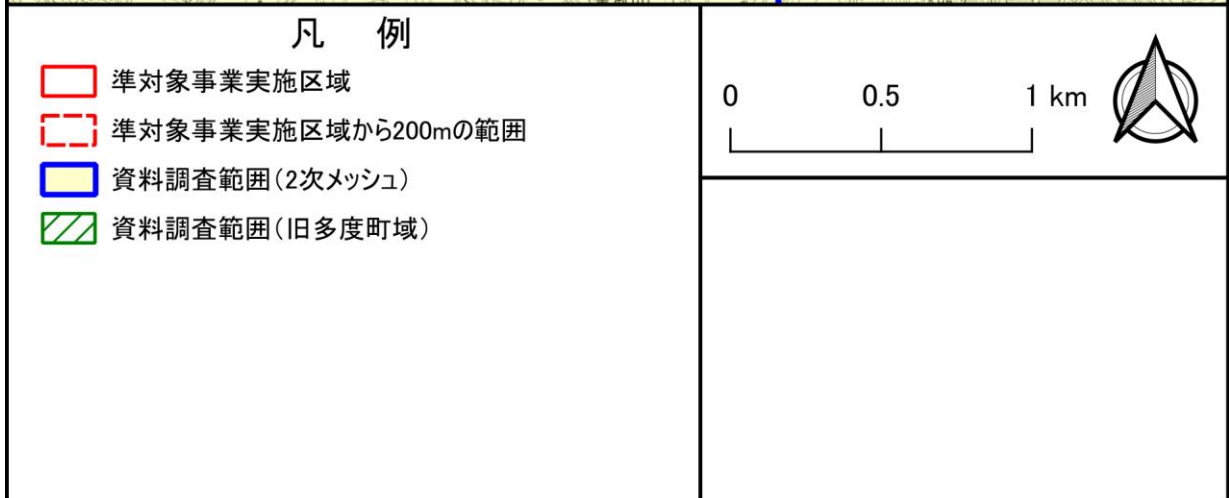 凡 例
準対象事業実施区域
準対象事業実施区域から200mの範囲
資料調査範囲(2次メッシュ)
資料調査範囲(旧多度町域)
0 0.5 1 km